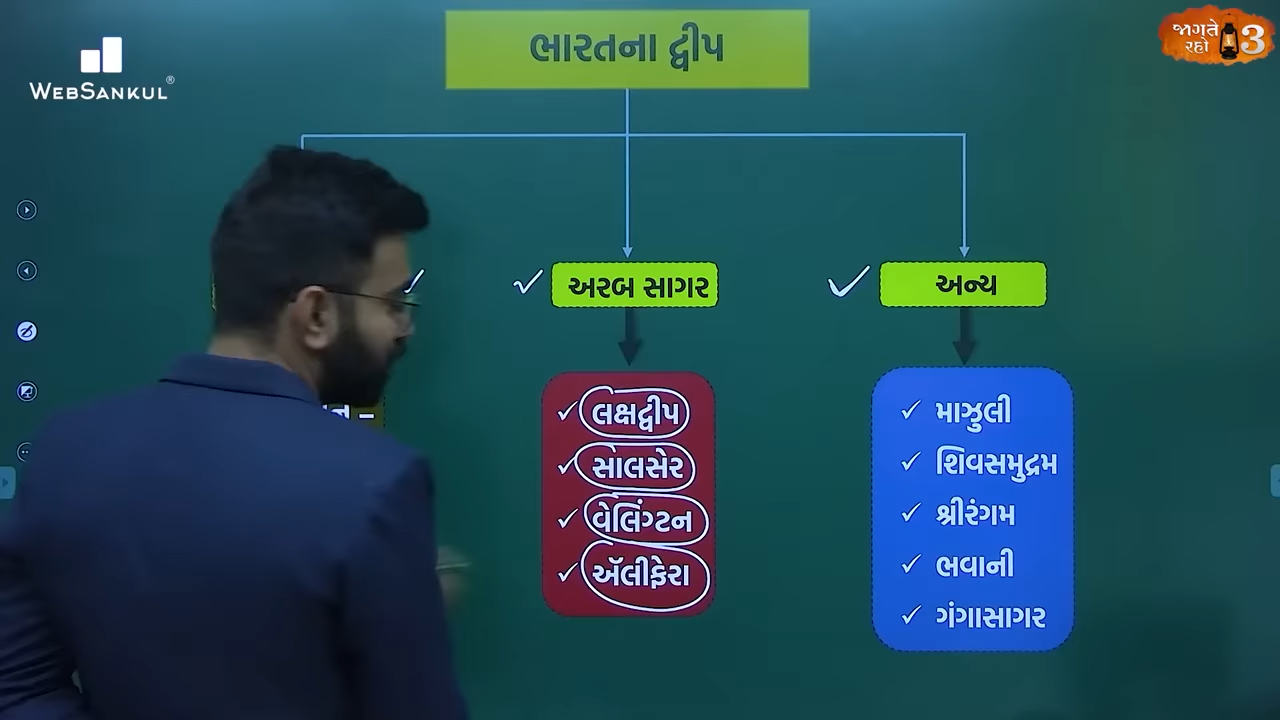 WEBSANKUL®
જાગતે
રહો 3
ભારતના દ્વીપ
અરબ સાગર
લક્ષદ્વીપ
સાલસેર
વેલિંગ્ટન
ઍલીફેરા
અન્ય
માઝુલી
શિવસમુદ્રમ
શ્રીરંગમ
ભવાની
ગંગાસાગર